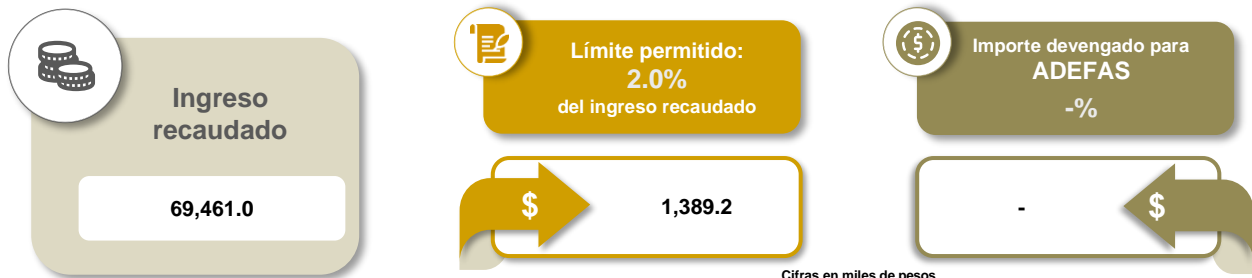 Ingreso
recaudado
69,461.0
Límite permitido:
2.0%
del ingreso recaudado
$
1,389.2
Importe devengado para
ADEFAS
-%
-
$
Cifras en miles de pesos